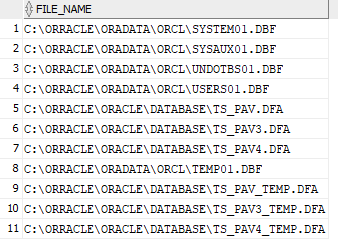 FILE_NAME
1 C:\ORRACLE\ORADATA\ORCL\SYSTEM01.DBF
2 C:\ORRACLE\ORADATA\ORCL\SYSAUX01.DBF
3 C:\ORRACLE\ORADATA\ORCL\UNDOTBS01.DBF
4 C:\ORRACLE\ORADATA\ORCL\USERS01.DBF
5 C:\ORRACLE\ORACLE\DATABASE\TS_PAV.DFA
6 C:\ORRACLE\ORACLE\DATABASE\TS_PAV3.DFA
7 C:\ORRACLE\ORACLE\DATABASE\TS_PAV4.DFA
8 C:\ORRACLE\ORADATA\ORCL\TEMP01.DBF
9 C:\ORRACLE\ORACLE\DATABASE\TS_PAV_TEMP.DFA
10 C:\ORRACLE\ORACLE\DATABASE\TS_PAV3_TEMP.DFA
11 C:\ORRACLE\ORACLE\DATABASE\TS_PAV4_TEMP.DFA